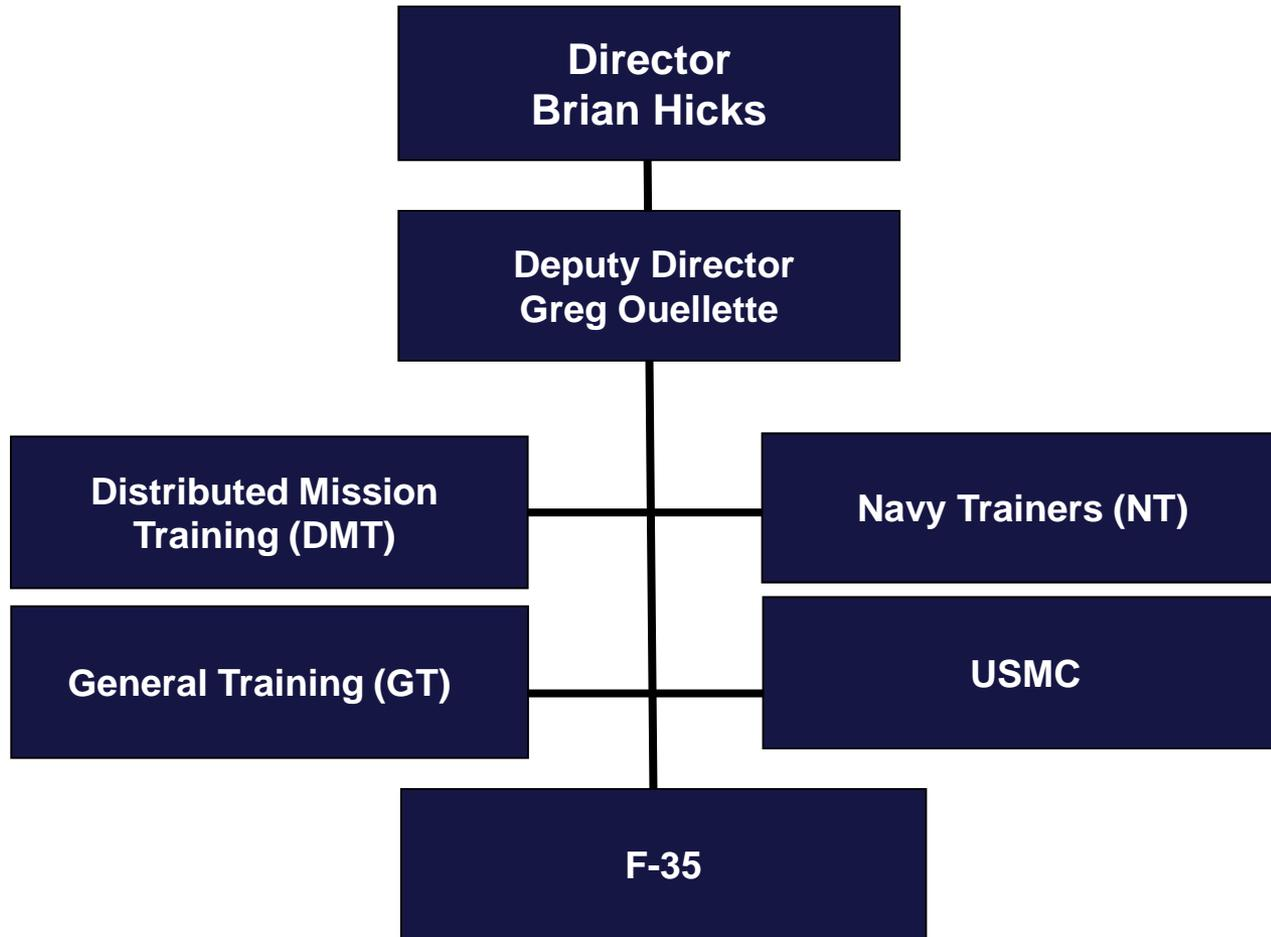 Director
Brian Hicks
Deputy Director
Greg Ouellette
Distributed Mission
Training (DMT)
Navy Trainers (NT)
General Training (GT)
USMC
F-35